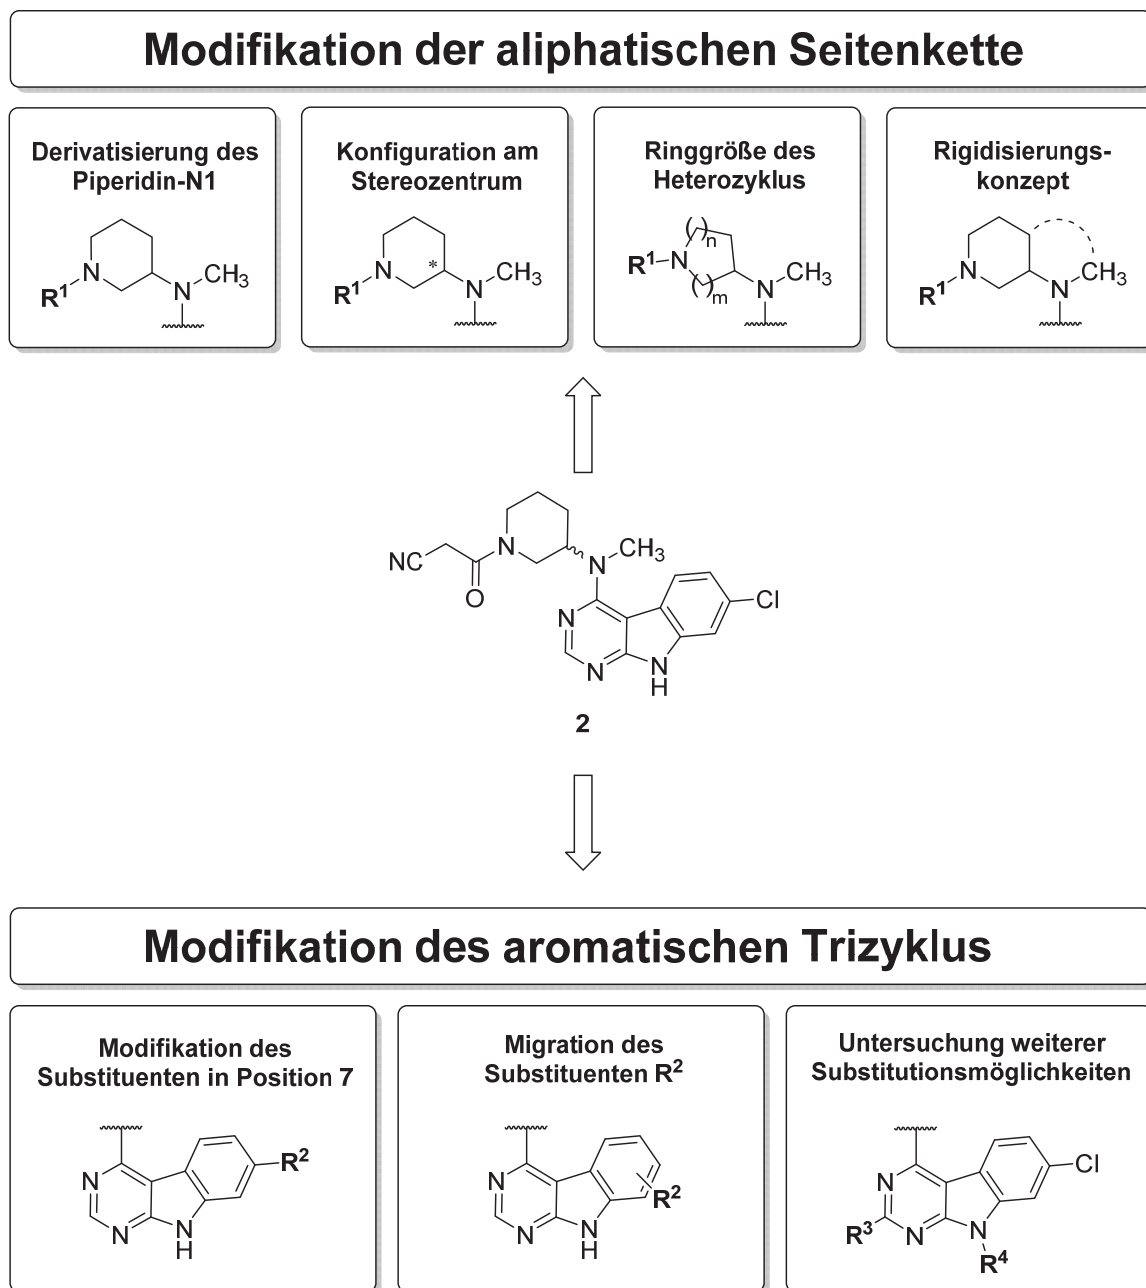 Modifikation der aliphatischen Seitenkette
Derivatisierung des
Piperidin-N1
N
R¹
N
CH₃
Konfiguration am
Stereozentrum
N
*
R¹
N
CH₃
Ringgröße des
Heterozyklus
( )n
R¹
N
( )m
N
CH₃
Rigidisierungs-
konzept
N
R¹
N
CH₃
NC
O
N
N
CH₃
N
N
N
H
Cl
2
Modifikation des aromatischen Trizyklus
Modifikation des
Substituenten in Position 7
N
N
N
H
R²
Migration des
Substituenten R²
N
N
N
H
R²
Untersuchung weiterer
Substitutionsmöglichkeiten
N
Cl
R³
N
N
R⁴